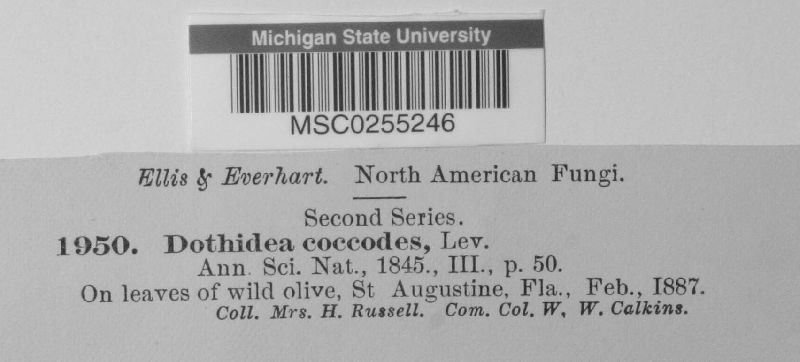 Michigan State University
MSC0255246
Ellis & Everhart. North American Fungi.
Second Series.
1950. Dothidea coccodes, Lev.
Ann. Sci. Nat., 1845., III., p. 50.
On leaves of wild olive, St Augustine, Fla., Feb., 1887.
Coll. Mrs. H. Russell. Com. Col. W. W. Calkins.